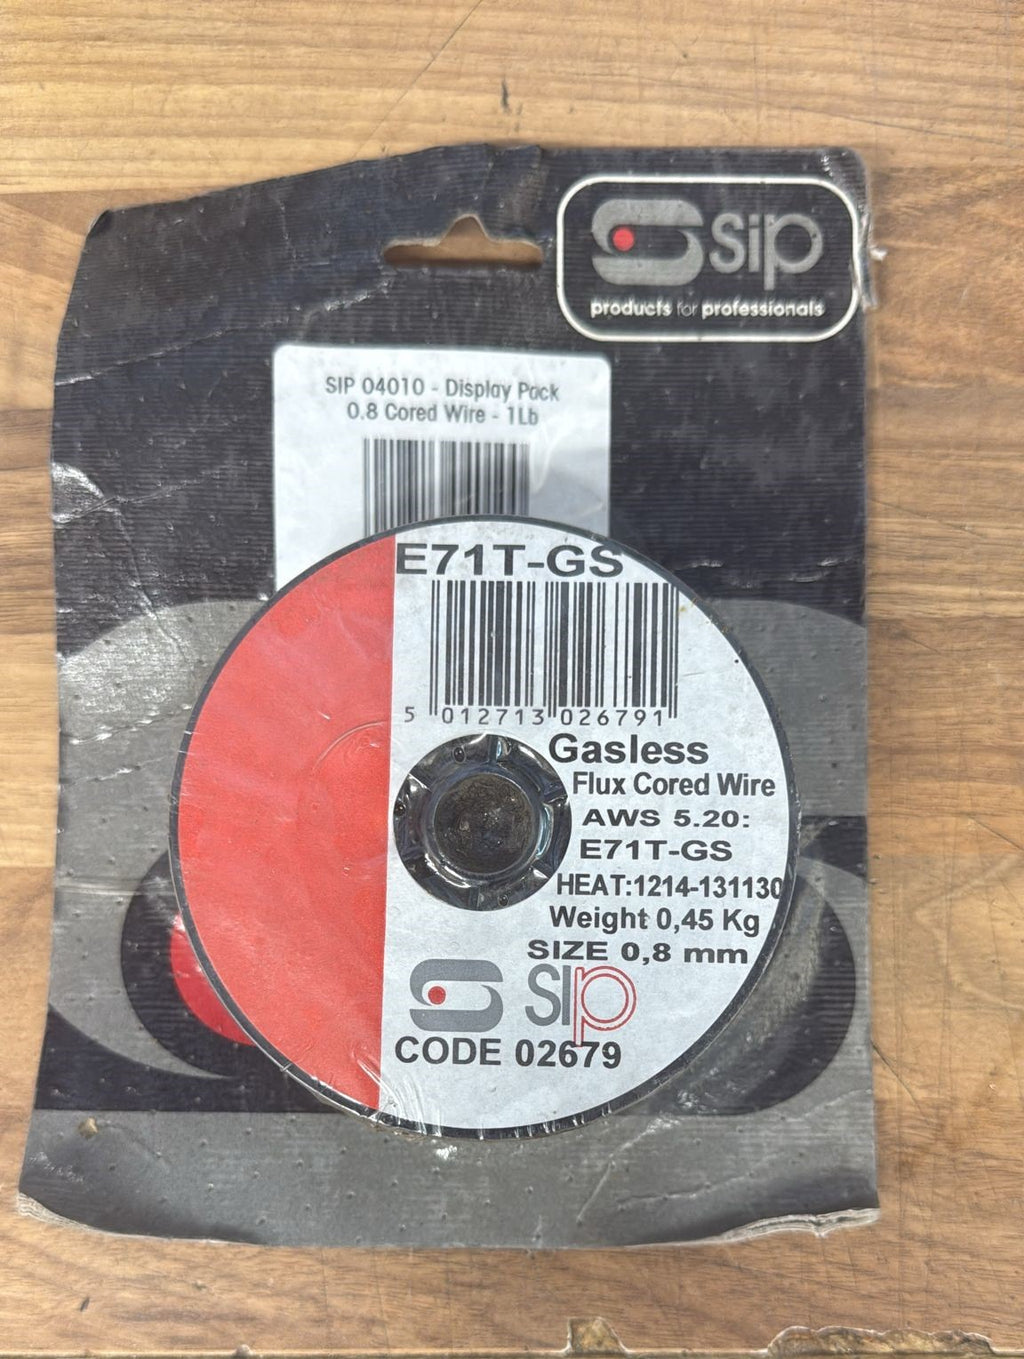 sip
products for professionals
SIP 04010 - Display Pack
0.8 Cored Wire - 1Lb
E71T-GS
5 012713 026791
Gasless
Flux Cored Wire
AWS 5.20:
E71T-GS
HEAT:1214-131130
Weight 0,45 Kg
SIZE 0,8 mm
SIP
CODE 02679